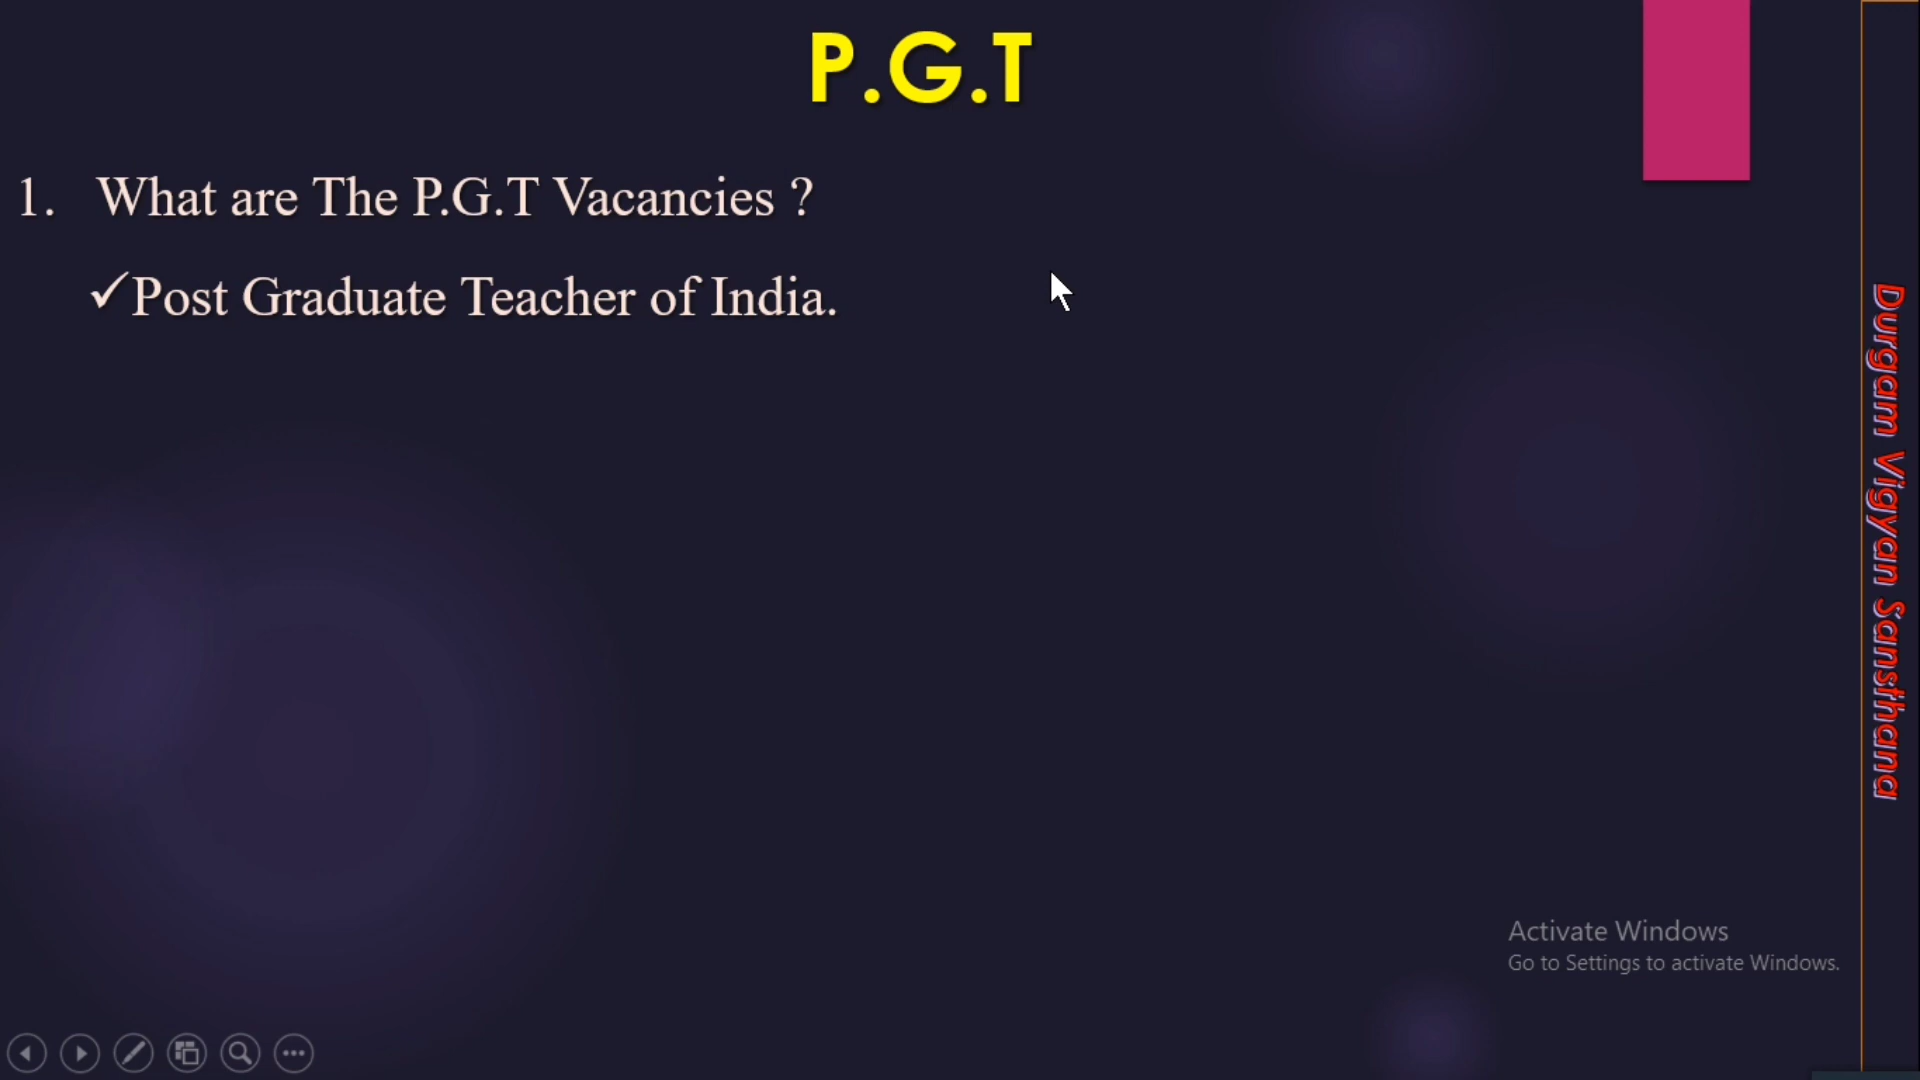 P.G.T
1. What are The P.G.T Vacancies ?
✓Post Graduate Teacher of India.
Durgam Vigyan Sansthana
Activate Windows
Go to Settings to activate Windows.